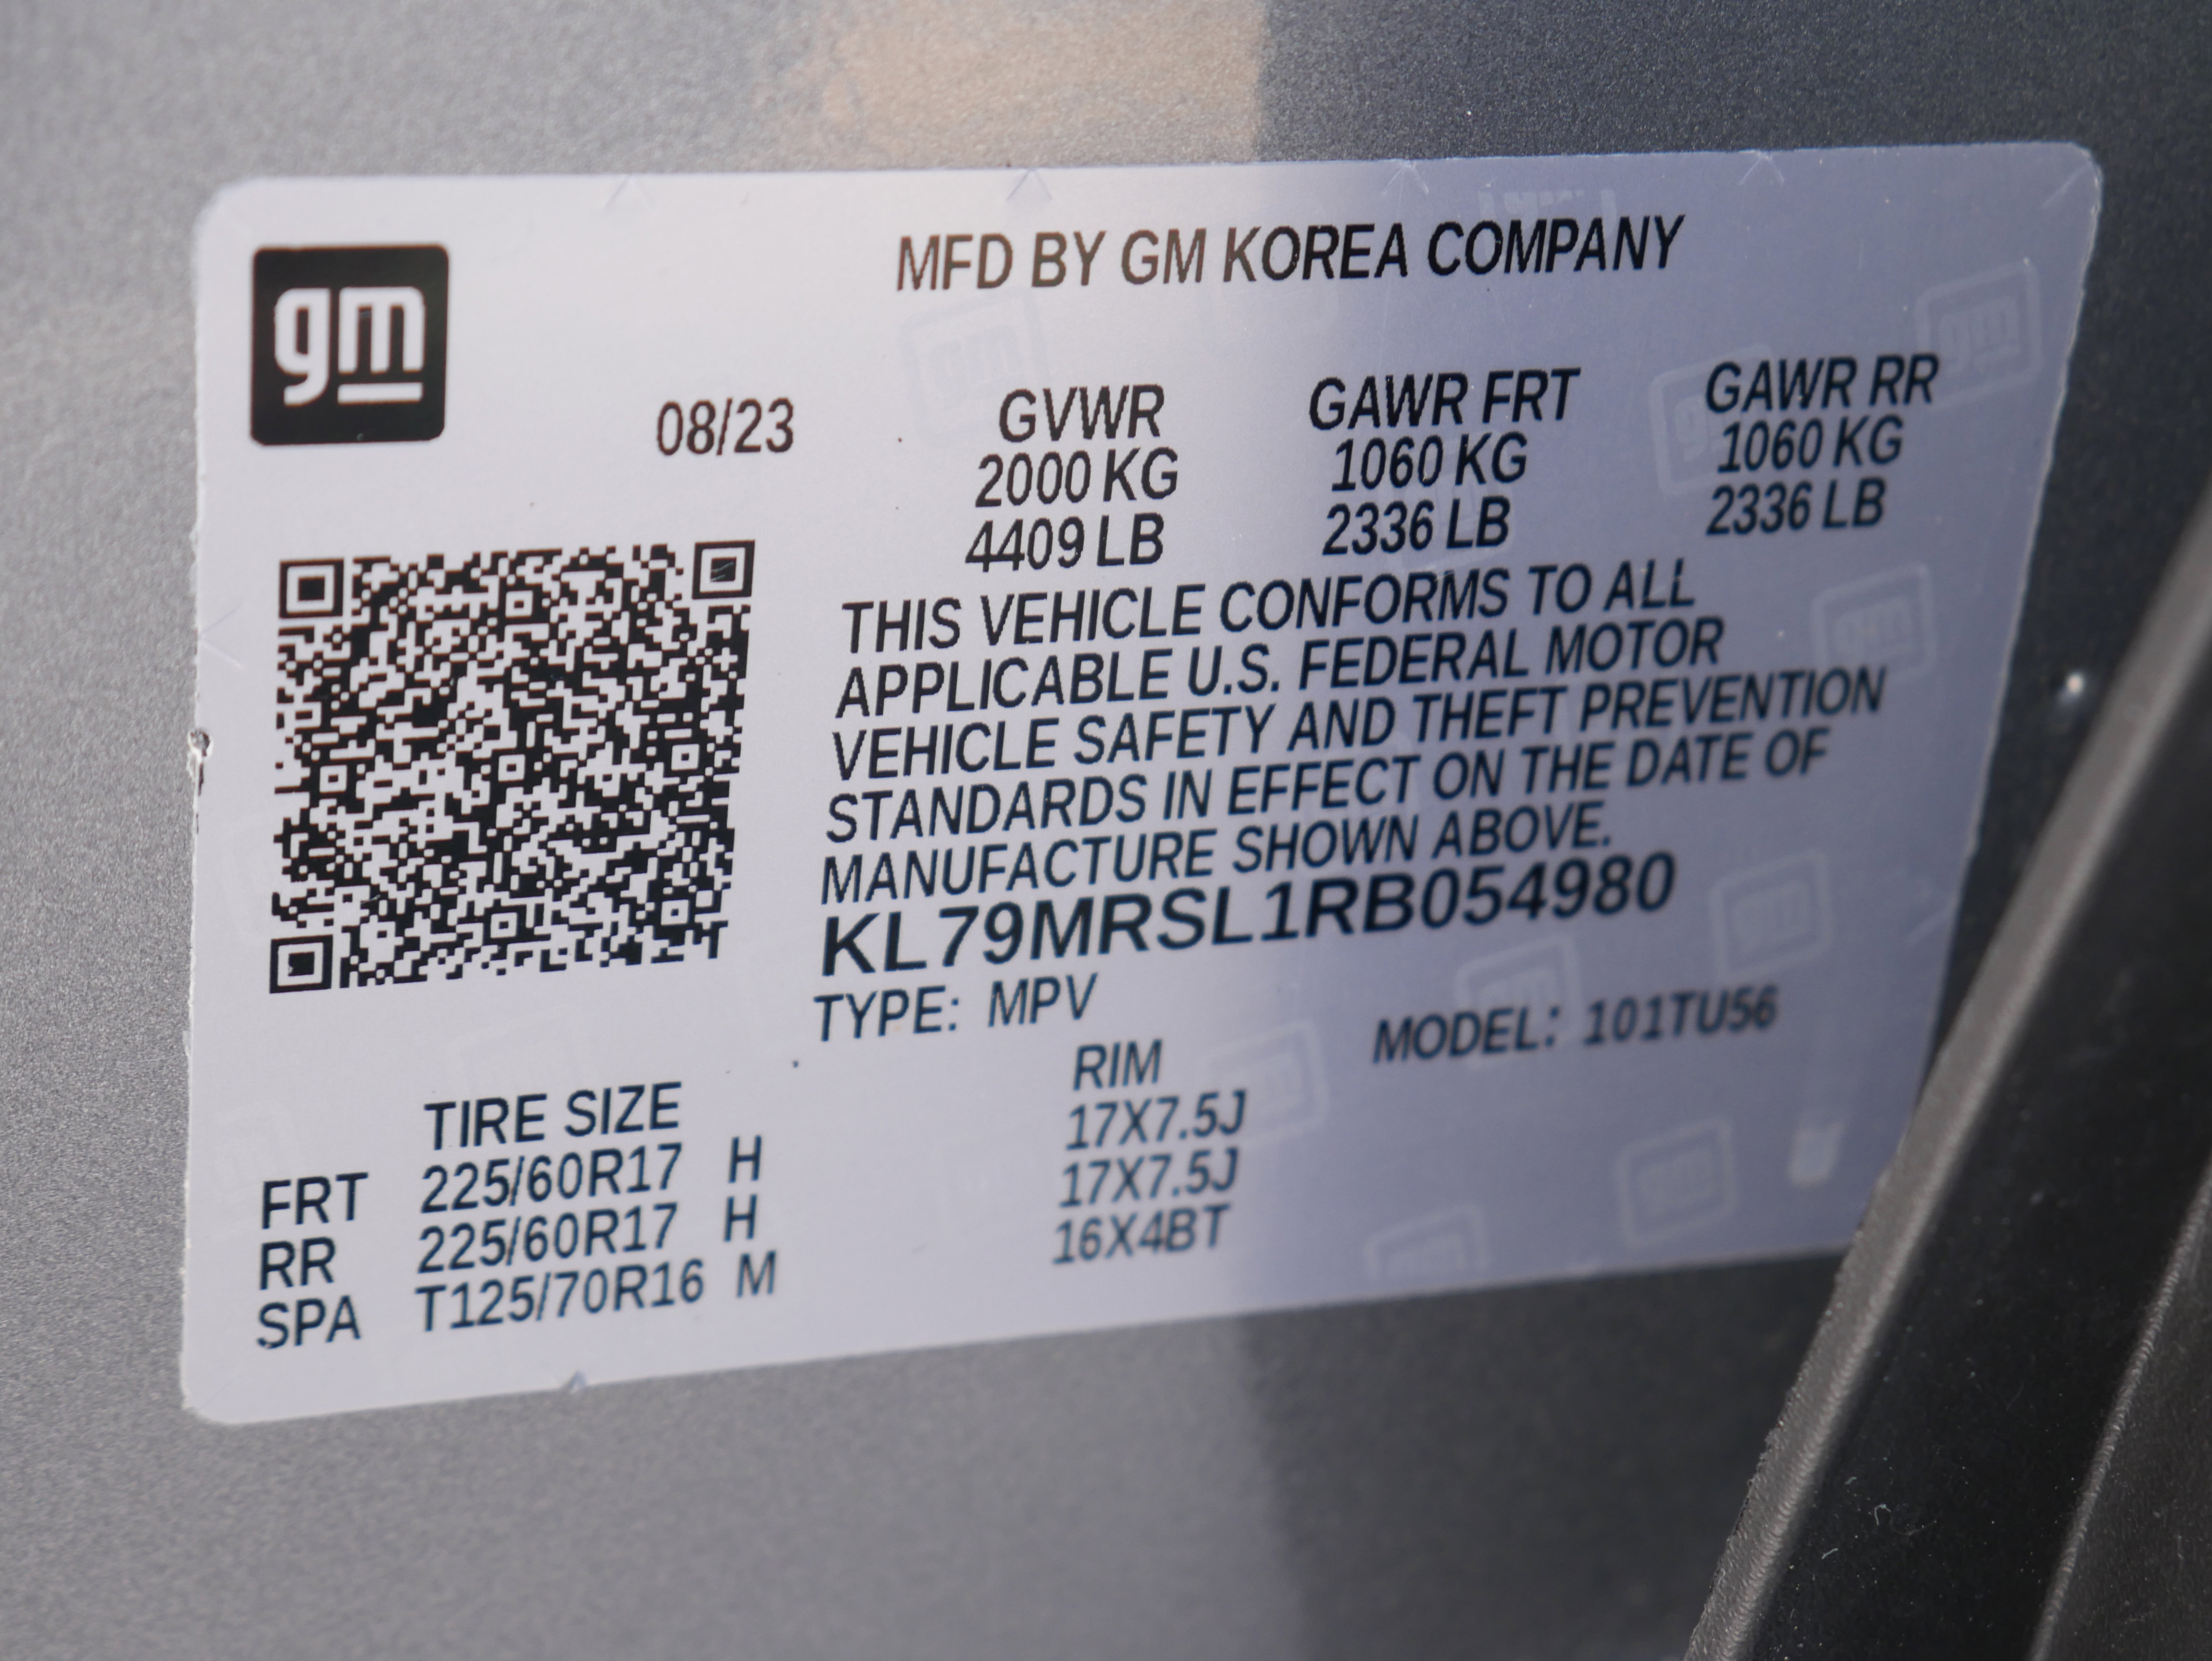 gm
MFD BY GM KOREA COMPANY
08/23
GVWR GAWR FRT GAWR RR
2000 KG 1060 KG 1060 KG
4409 LB 2336 LB 2336 LB
THIS VEHICLE CONFORMS TO ALL
APPLICABLE U.S. FEDERAL MOTOR
VEHICLE SAFETY AND THEFT PREVENTION
STANDARDS IN EFFECT ON THE DATE OF
MANUFACTURE SHOWN ABOVE.
KL79MRSL1RB054980
TYPE: MPV MODEL: 101TU56
TIRE SIZE RIM
FRT 225/60R17 H 17X7.5J
RR 225/60R17 H 17X7.5J
SPA T125/70R16 M 16X4BT